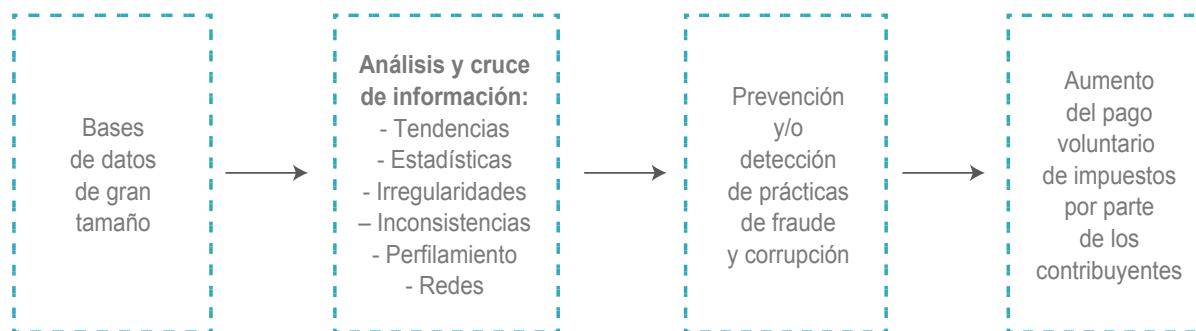 Bases
de datos
de gran
tamaño
Análisis y cruce
de información:
- Tendencias
- Estadísticas
- Irregularidades
– Inconsistencias
- Perfilamiento
- Redes
Prevención
y/o
detección
de prácticas
de fraude
y corrupción
Aumento
del pago
voluntario
de impuestos
por parte
de los
contribuyentes